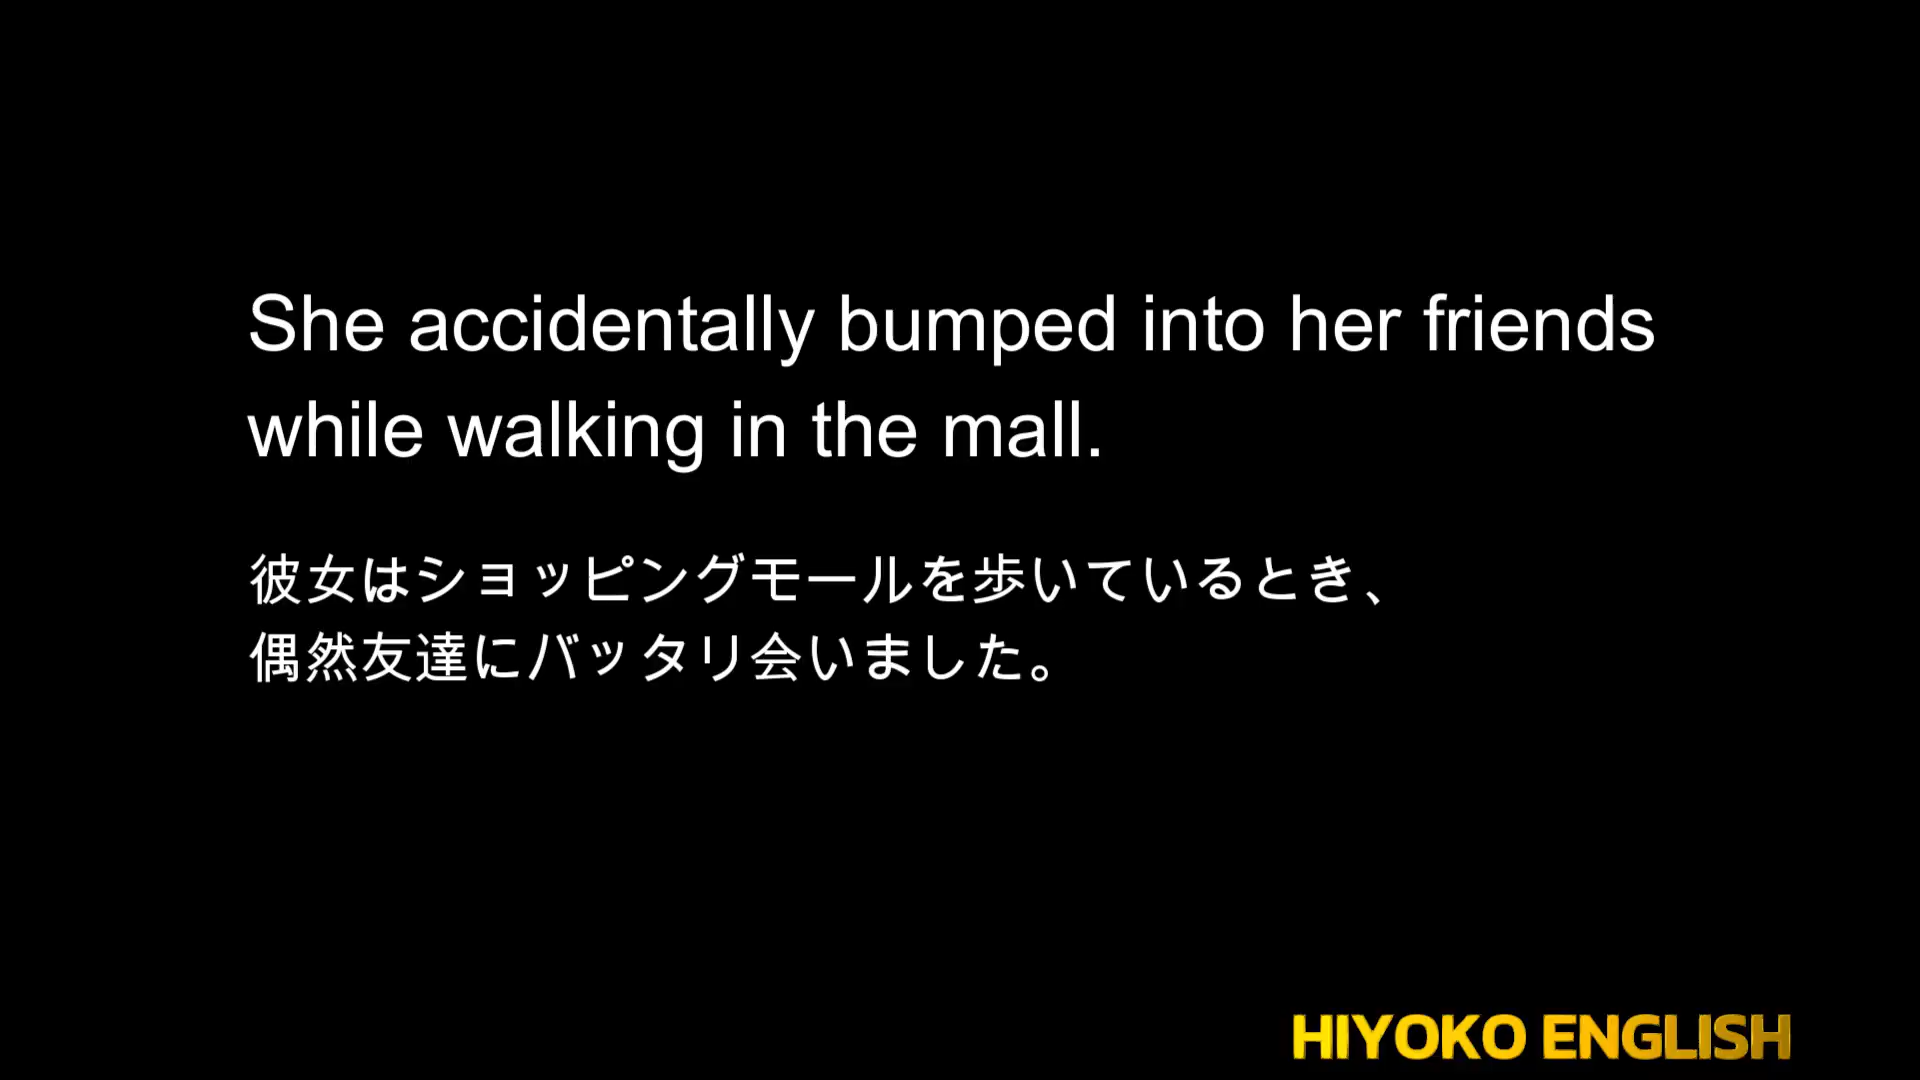 She accidentally bumped into her friends
while walking in the mall.
彼女はショッピングモールを歩いているとき、
偶然友達にバッタリ会いました。
HIYOKO ENGLISH